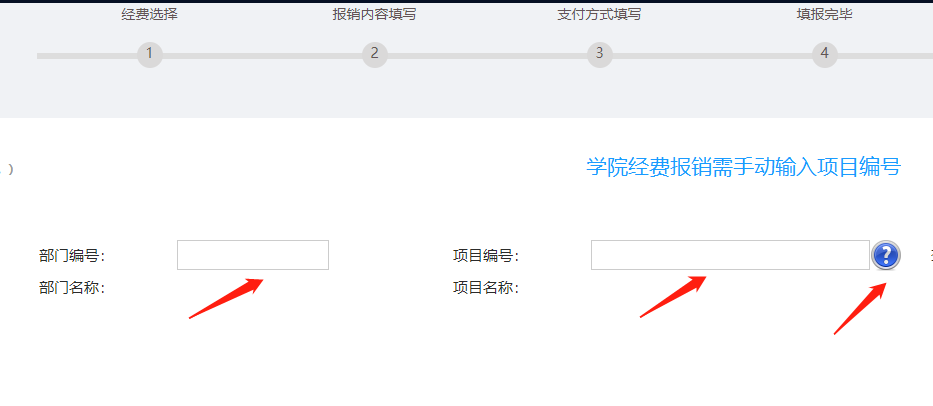 经费选择 报销内容填写 支付方式填写 填报完毕
1 2 3 4
） 学院经费报销需手动输入项目编号
部门编号: 项目编号: ?
部门名称: 项目名称: